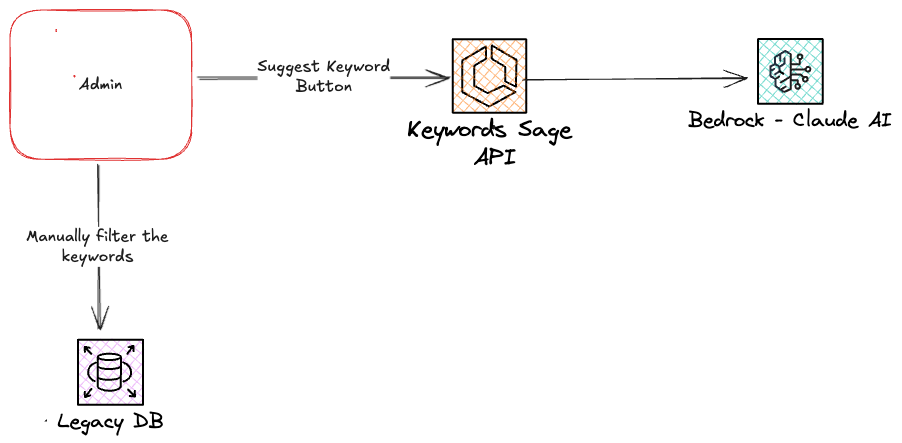 Admin
Suggest Keyword
Button
Keywords Sage
API
Bedrock - Claude AI
Manually filter the
keywords
Legacy DB